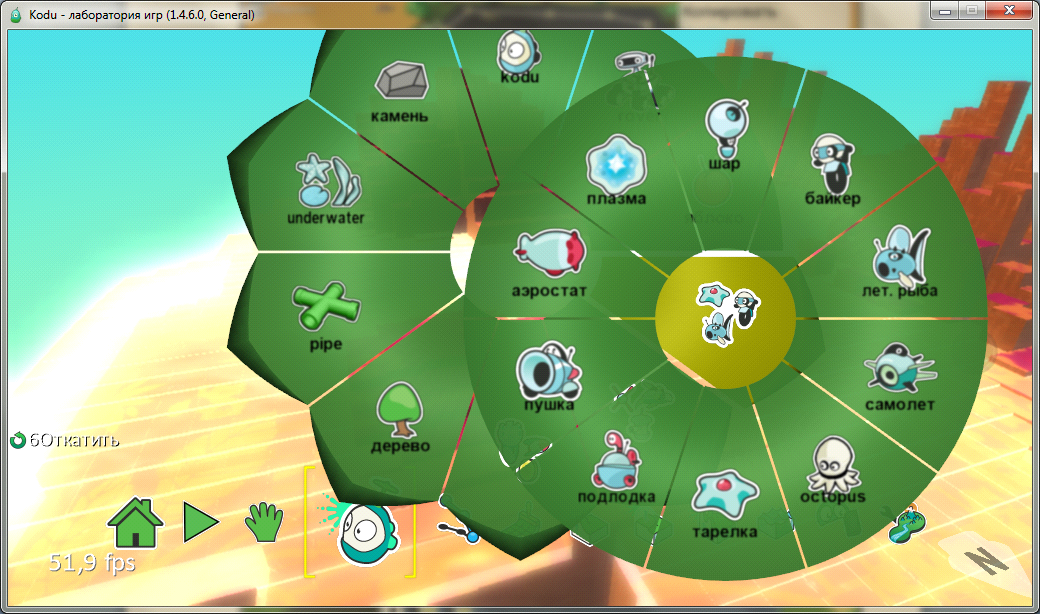 Kodu - лаборатория игр (1.4.6.0, General)
kodu
камень
шар
плазма
байкер
underwater
аэростат
лет. рыба
pipe
пушка
самолет
дерево
6Откатить
подлодка
octopus
тарелка
51,9 fps
N